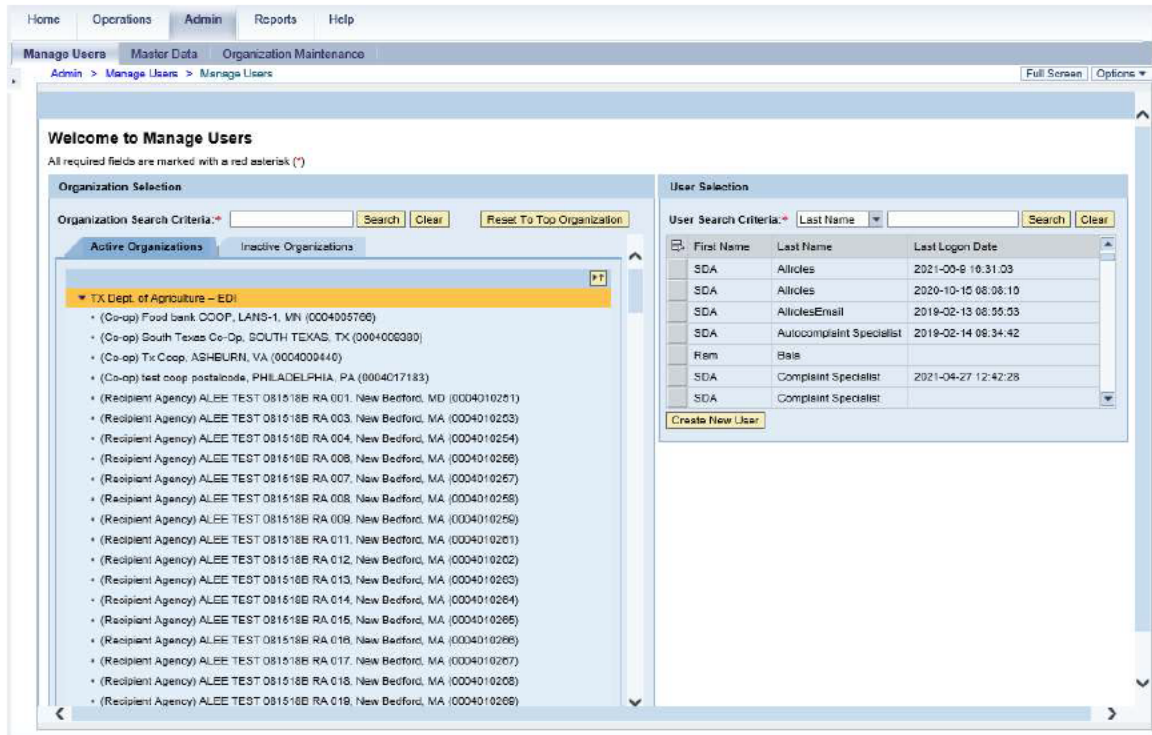 Home Operations Admin Reports Help
Manage Users Master Data Organization Maintenance
Admin > Manage Users > Manage Users Full Screen Options
Welcome to Manage Users
All required fields are marked with a red asterisk (*)
Organization Selection
Organization Search Criteria:* Search Clear Reset To Top Organization
Active Organizations Inactive Organizations
TX Dept. of Agriculture – EDI
• (Co-op) Food bank COOP, LANS-1, MN (0004005766)
• (Co-op) South Texas Co-Op, SOUTH TEXAS, TX (0004009380)
• (Co-op) Tx Coop, ASHBURN, VA (0004009440)
• (Co-op) test coop postalcode, PHILADELPHIA, PA (0004017183)
• (Recipient Agency) ALEE TEST 081518B RA 001, New Bedford, MD (0004010251)
• (Recipient Agency) ALEE TEST 081518B RA 003, New Bedford, MA (0004010253)
• (Recipient Agency) ALEE TEST 081518B RA 004, New Bedford, MA (0004010254)
• (Recipient Agency) ALEE TEST 081518B RA 006, New Bedford, MA (0004010256)
• (Recipient Agency) ALEE TEST 081518B RA 007, New Bedford, MA (0004010257)
• (Recipient Agency) ALEE TEST 081518B RA 008, New Bedford, MA (0004010258)
• (Recipient Agency) ALEE TEST 081518B RA 009, New Bedford, MA (0004010259)
• (Recipient Agency) ALEE TEST 081518B RA 011, New Bedford, MA (0004010261)
• (Recipient Agency) ALEE TEST 081518B RA 012, New Bedford, MA (0004010262)
• (Recipient Agency) ALEE TEST 081518B RA 013, New Bedford, MA (0004010263)
• (Recipient Agency) ALEE TEST 081518B RA 014, New Bedford, MA (0004010264)
• (Recipient Agency) ALEE TEST 081518B RA 015, New Bedford, MA (0004010265)
• (Recipient Agency) ALEE TEST 081518B RA 016, New Bedford, MA (0004010266)
• (Recipient Agency) ALEE TEST 081518B RA 017, New Bedford, MA (0004010267)
• (Recipient Agency) ALEE TEST 081518B RA 018, New Bedford, MA (0004010268)
• (Recipient Agency) ALEE TEST 081518B RA 019, New Bedford, MA (0004010269)
User Selection
User Search Criteria:* Last Name Search Clear
First Name Last Name Last Logon Date
SDA Allroles 2021-06-9 16:31:03
SDA Allroles 2020-10-15 08:08:16
SDA AllrolesEmail 2019-02-13 08:55:53
SDA Autocomplaint Specialist 2019-02-14 09:34:42
Ram Bala
SDA Complaint Specialist 2021-04-27 12:42:28
SDA Complaint Specialist
Create New User